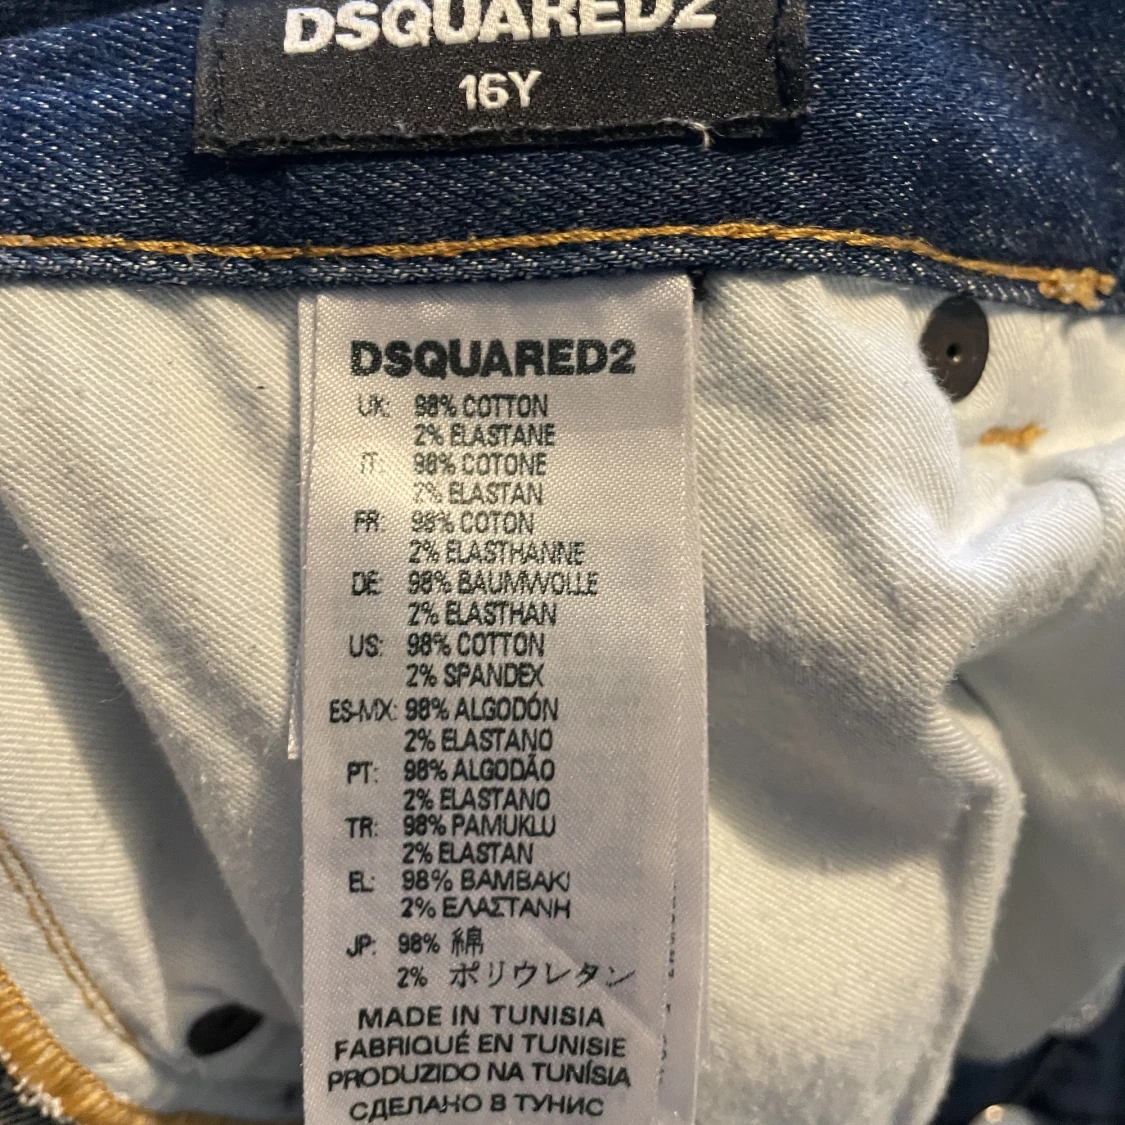 DSQUARED2
16Y
DSQUARED2
UK: 98% COTTON
2% ELASTANE
IT: 98% COTONE
2% ELASTAN
FR: 98% COTON
2% ELASTHANNE
DE: 98% BAUMWOLLE
2% ELASTHAN
US: 98% COTTON
2% SPANDEX
ES-MX: 98% ALGODÓN
2% ELASTANO
PT: 98% ALGODÃO
2% ELASTANO
TR: 98% PAMUKLU
2% ELASTAN
EL: 98% BAMBAKI
2% ΕΛΑΣΤΑΝΗ
JP: 98% 綿
2% ポリウレタン
MADE IN TUNISIA
FABRIQUÉ EN TUNISIE
PRODUZIDO NA TUNÍSIA
СДЕЛАНО В ТУНИС